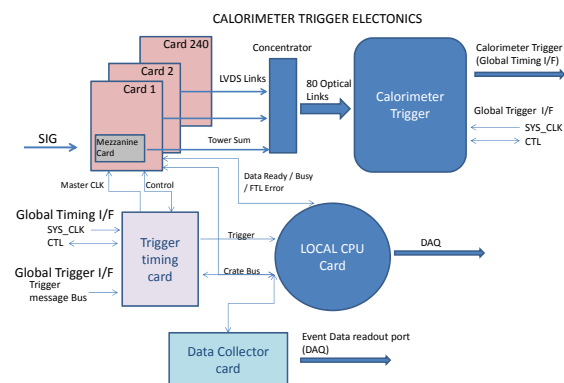 CALORIMETER TRIGGER ELECTONICS
Card 240
Card 2
Card 1
Mezzanine
Card
SIG
LVDS Links
Tower Sum
Concentrator
80 Optical
Links
Calorimeter
Trigger
Calorimeter Trigger
(Global Timing I/F)
Global Trigger I/F
SYS_CLK
CTL
Master CLK
Control
Data Ready / Busy
/ FTL Error
Global Timing I/F
SYS_CLK
CTL
Global Trigger I/F
Trigger
message Bus
Trigger
timing
card
Trigger
Crate Bus
LOCAL CPU
Card
DAQ
Data Collector
card
Event Data readout port
(DAQ)